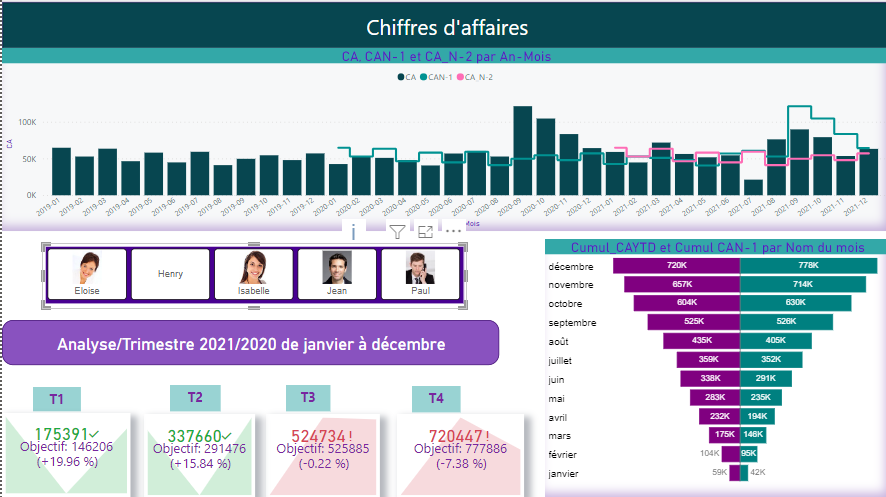 Chiffres d'affaires
CA, CAN-1 et CA_N-2 par An-Mois
CA CAN-1 CA_N-2
100K
50K
0K
CA
2019-01 2019-02 2019-03 2019-04 2019-05 2019-06 2019-07 2019-08 2019-09 2019-10 2019-11 2019-12 2020-01 2020-02 2020-03 2020-04 2020-05 2020-06 2020-07 2020-08 2020-09 2020-10 2020-11 2020-12 2021-01 2021-02 2021-03 2021-04 2021-05 2021-06 2021-07 2021-08 2021-09 2021-10 2021-11 2021-12
Mois
Eloise
Henry
Isabelle
Jean
Paul
Analyse/Trimestre 2021/2020 de janvier à décembre
T1
175391
Objectif: 146206
(+19.96 %)
T2
337660
Objectif: 291476
(+15.84 %)
T3
524734 !
Objectif: 525885
(-0.22 %)
T4
720447 !
Objectif: 777886
(-7.38 %)
Cumul_CAYTD et Cumul CAN-1 par Nom du mois
décembre 720K 778K
novembre 657K 714K
octobre 604K 630K
septembre 525K 526K
août 435K 405K
juillet 359K 352K
juin 338K 291K
mai 283K 235K
avril 232K 194K
mars 175K 146K
février 104K 95K
janvier 59K 42K